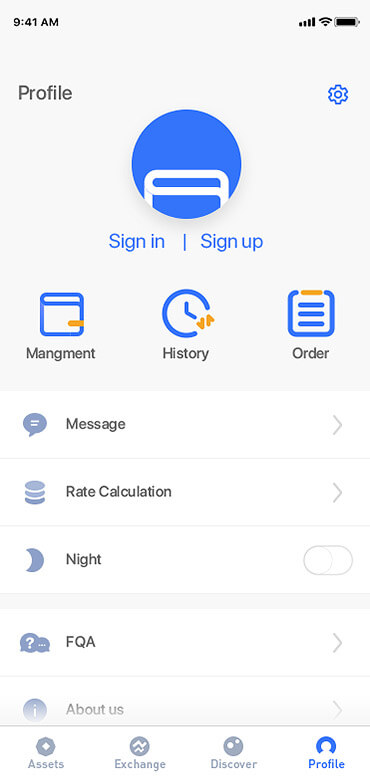 9:41 AM
Profile
Sign in | Sign up
Mangment History Order
Message
Rate Calculation
Night
FQA
About us
Assets Exchange Discover Profile